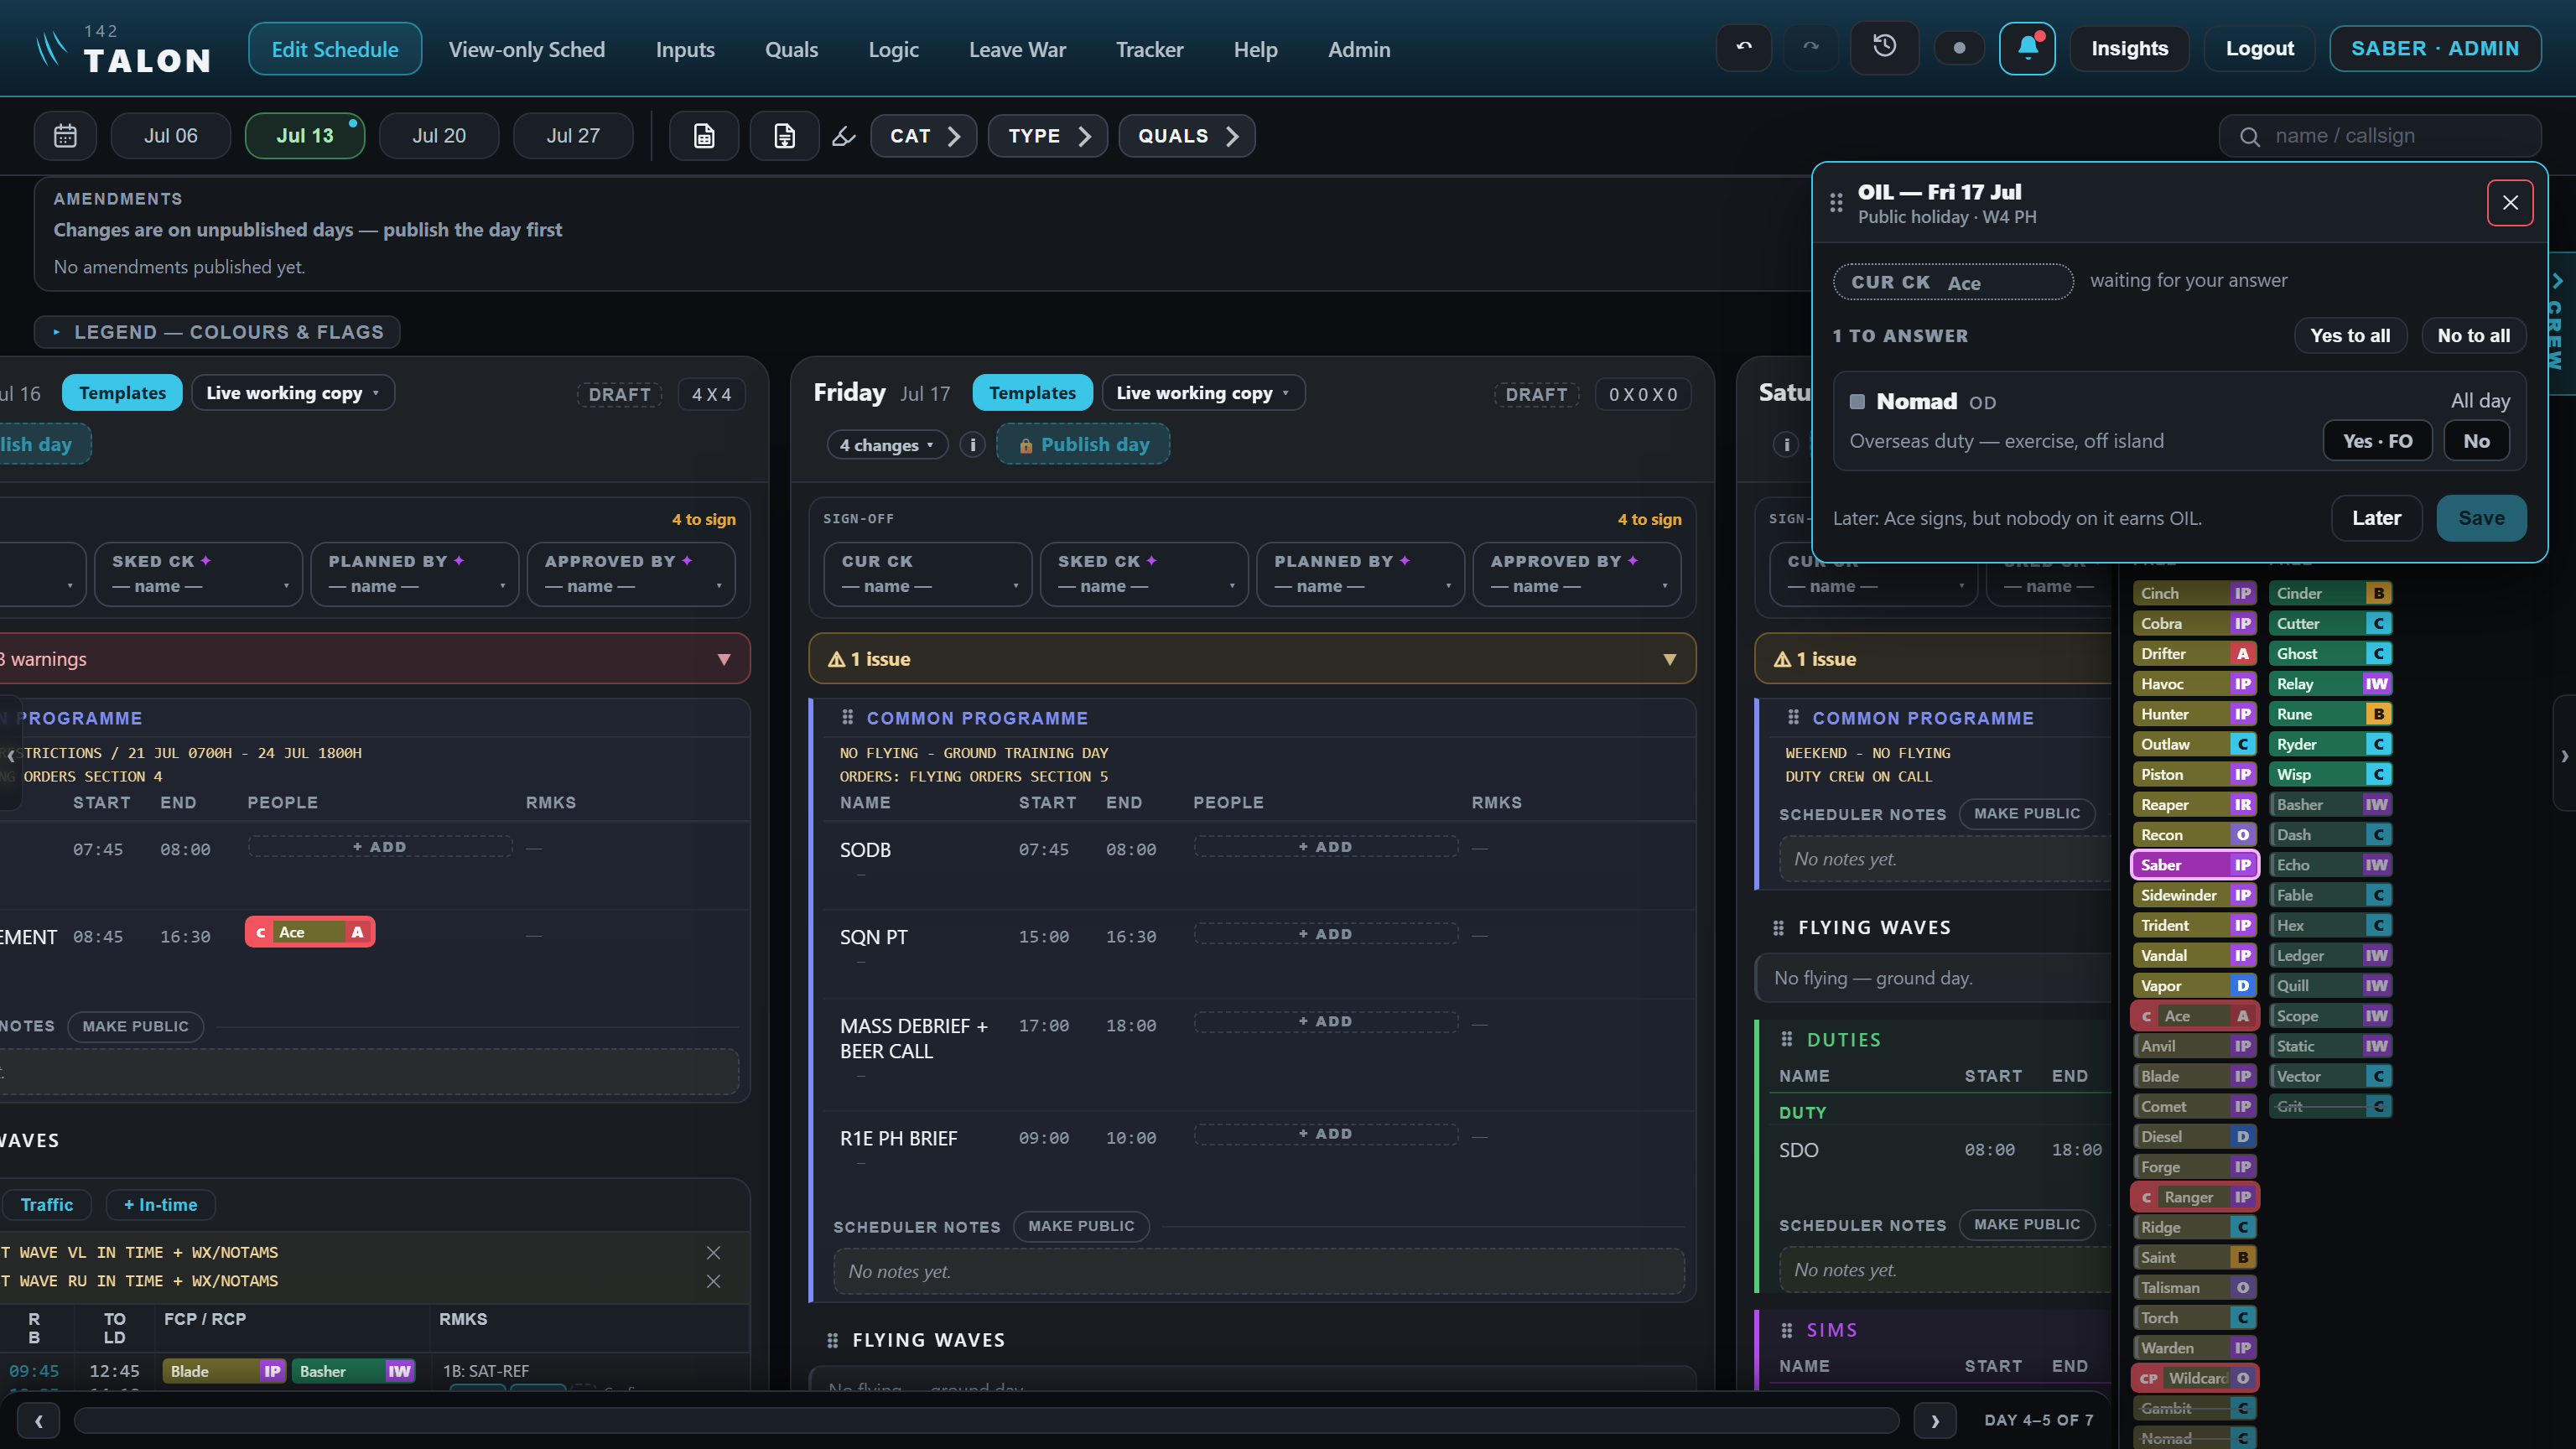 142
TALON
Edit Schedule
View-only Sched
Inputs
Quals
Logic
Leave War
Tracker
Help
Admin
Insights
Logout
SABER · ADMIN
Jul 06
Jul 13
Jul 20
Jul 27
CAT
TYPE
QUALS
name / callsign
AMENDMENTS
Changes are on unpublished days — publish the day first
No amendments published yet.
LEGEND — COLOURS & FLAGS
OIL — Fri 17 Jul
Public holiday · W4 PH
CUR CK Ace
waiting for your answer
1 TO ANSWER
Yes to all
No to all
Nomad OD
All day
Overseas duty — exercise, off island
Yes · FO
No
Later: Ace signs, but nobody on it earns OIL.
Later
Save
CREW
ul 16
Templates
Live working copy
DRAFT
4 X 4
lish day
4 to sign
SKED CK
— name —
PLANNED BY
— name —
APPROVED BY
— name —
3 warnings
N PROGRAMME
RESTRICTIONS / 21 JUL 0700H - 24 JUL 1800H
NG ORDERS SECTION 4
START END PEOPLE RMKS
07:45 08:00 + ADD —
EMENT 08:45 16:30 C Ace A —
NOTES
MAKE PUBLIC
WAVES
Traffic
+ In-time
T WAVE VL IN TIME + WX/NOTAMS
T WAVE RU IN TIME + WX/NOTAMS
R
B
TO
LD
FCP / RCP
RMKS
09:45 12:45 Blade IP Basher IW 1B: SAT-REF
Friday Jul 17
Templates
Live working copy
DRAFT
0 X 0 X 0
4 changes
i
Publish day
SIGN-OFF
4 to sign
CUR CK
— name —
SKED CK
— name —
PLANNED BY
— name —
APPROVED BY
— name —
1 issue
COMMON PROGRAMME
NO FLYING - GROUND TRAINING DAY
ORDERS: FLYING ORDERS SECTION 5
NAME START END PEOPLE RMKS
SODB 07:45 08:00 + ADD —
—
SQN PT 15:00 16:30 + ADD —
—
MASS DEBRIEF + BEER CALL 17:00 18:00 + ADD —
—
R1E PH BRIEF 09:00 10:00 + ADD —
—
SCHEDULER NOTES
MAKE PUBLIC
No notes yet.
FLYING WAVES
No flying — ground day.
Satu
i
SIGN-
CUR CK
— name —
SKED CK
— name —
1 issue
COMMON PROGRAMME
WEEKEND - NO FLYING
DUTY CREW ON CALL
SCHEDULER NOTES
MAKE PUBLIC
No notes yet.
FLYING WAVES
No flying — ground day.
DUTIES
NAME START END
DUTY
SDO 08:00 18:00
SCHEDULER NOTES
MAKE PUBLIC
No notes yet.
SIMS
NAME START END
Cinch IP
Cobra IP
Drifter A
Havoc IP
Hunter IP
Outlaw C
Piston IP
Reaper IR
Recon O
Saber IP
Sidewinder IP
Trident IP
Vandal IP
Vapor D
C Ace A
Anvil IP
Blade IP
Comet IP
Diesel D
Forge IP
C Ranger IP
Ridge C
Saint B
Talisman O
Torch C
Warden IP
CP Wildcard O
Gambit C
Nomad C
Cinder B
Cutter C
Ghost C
Relay IW
Rune B
Ryder C
Wisp C
Basher IW
Dash C
Echo IW
Fable C
Hex C
Ledger IW
Quill IW
Scope IW
Static IW
Vector C
Grit C
DAY 4–5 OF 7